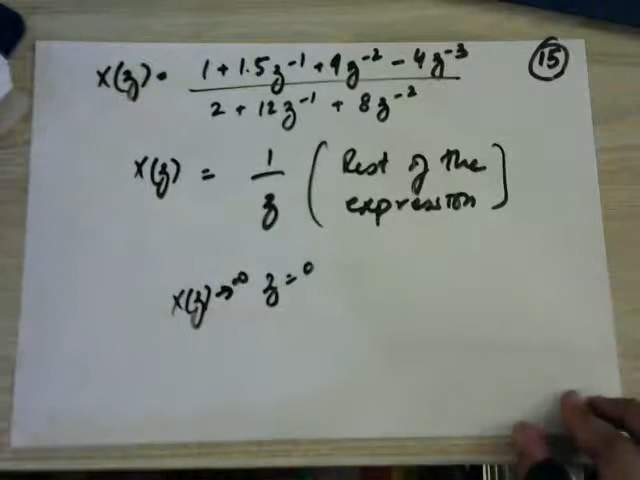 X(z) = (1 + 1.5z⁻¹ + 9z⁻² - 4z⁻³) / (2 + 12z⁻¹ + 8z⁻²)
15
X(z) = 1/z (Rest of the expression)
X(z) → ∞ z = 0